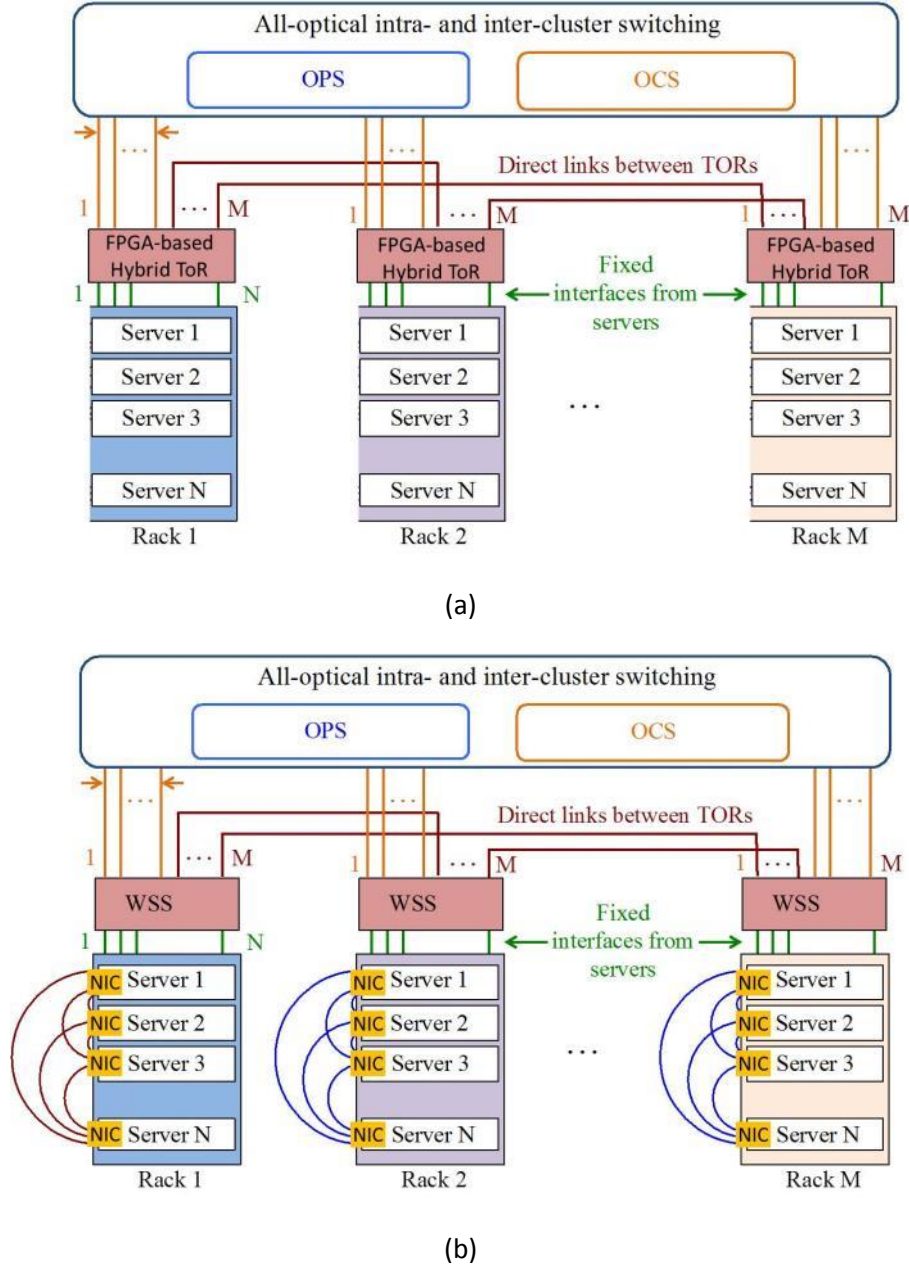 All-optical intra- and inter-cluster switching
OPS
OCS
...
...
...
Direct links between TORs
1
...
M
1
...
M
1
...
M
FPGA-based
Hybrid ToR
FPGA-based
Hybrid ToR
FPGA-based
Hybrid ToR
1
N
Fixed
interfaces from
servers
Server 1
Server 2
Server 3
Server N
Rack 1
Server 1
Server 2
Server 3
Server N
Rack 2
...
Server 1
Server 2
Server 3
Server N
Rack M
(a)
All-optical intra- and inter-cluster switching
OPS
OCS
...
...
...
Direct links between TORs
1
...
M
1
...
M
1
...
M
WSS
WSS
WSS
1
N
Fixed
interfaces from
servers
NIC Server 1
NIC Server 2
NIC Server 3
NIC Server N
Rack 1
NIC Server 1
NIC Server 2
NIC Server 3
NIC Server N
Rack 2
...
NIC Server 1
NIC Server 2
NIC Server 3
NIC Server N
Rack M
(b)